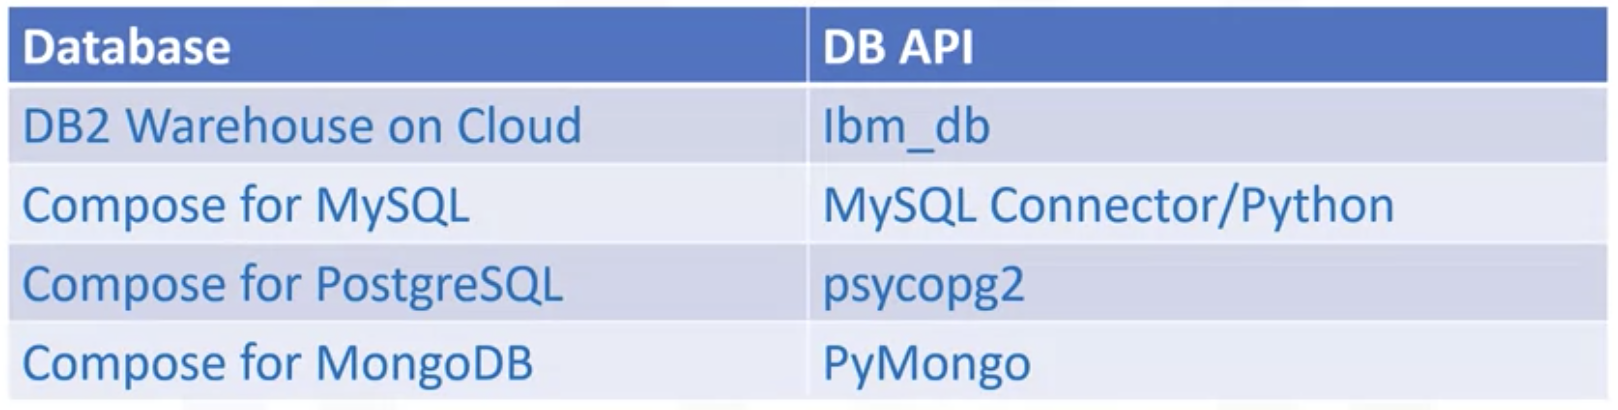 Database DB API
DB2 Warehouse on Cloud Ibm_db
Compose for MySQL MySQL Connector/Python
Compose for PostgreSQL psycopg2
Compose for MongoDB PyMongo